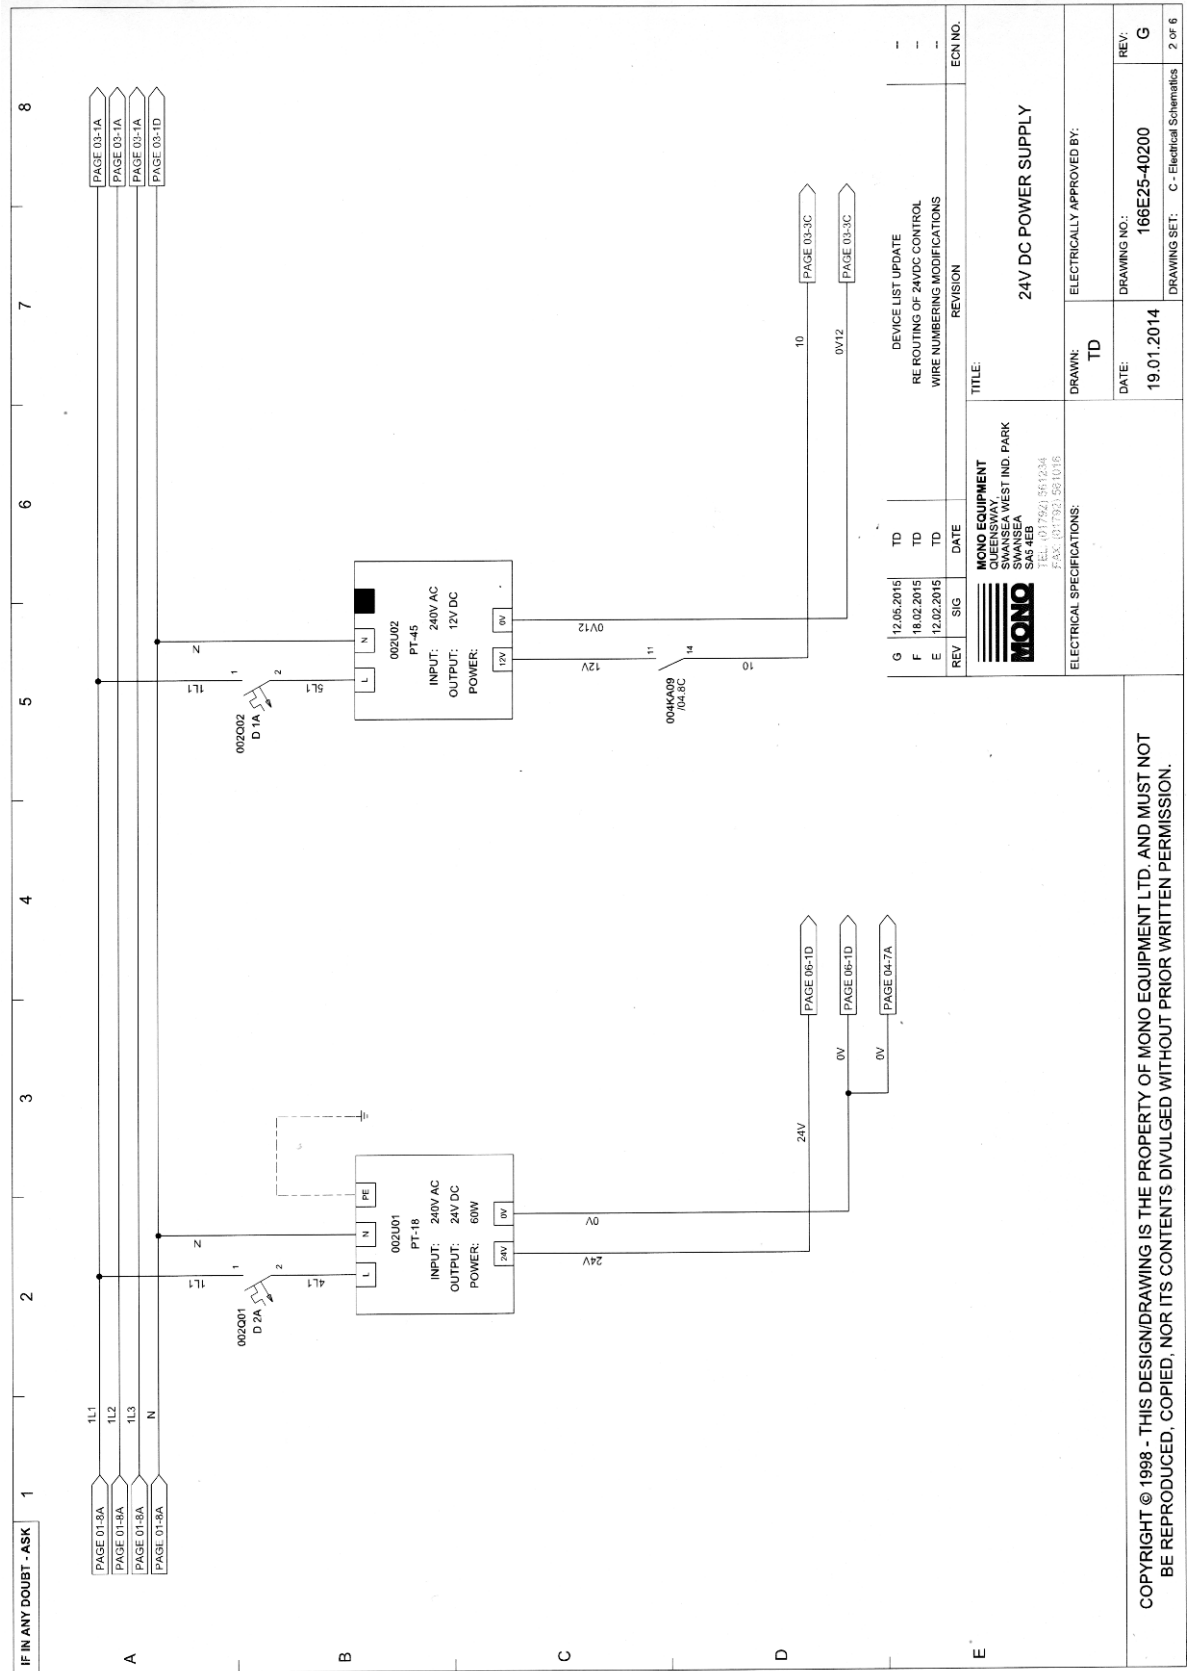 IF IN ANY DOUBT - ASK
1
2
3
4
5
6
7
8
A
B
C
D
E
PAGE 01-8A
PAGE 01-8A
PAGE 01-8A
PAGE 01-8A
1L1
1L2
1L3
N
PAGE 03-1A
PAGE 03-1A
PAGE 03-1A
PAGE 03-1D
1L1
N
1
2
002Q01
D 2A
4L1
L
N
PE
002U01
PT-18
INPUT: 240V AC
OUTPUT: 24V DC
POWER: 60W
24V
0V
24V
0V
24V
0V
0V
PAGE 06-1D
PAGE 06-1D
PAGE 04-7A
1L1
N
1
2
002Q02
D 1A
5L1
L
N
002U02
PT-45
INPUT: 240V AC
OUTPUT: 12V DC
POWER:
12V
0V
12V
0V12
11
14
004KA09
/04.8C
10
10
0V12
PAGE 03-3C
PAGE 03-3C
G 12.05.2015 TD DEVICE LIST UPDATE --
F 18.02.2015 TD RE ROUTING OF 24VDC CONTROL --
E 12.02.2015 TD WIRE NUMBERING MODIFICATIONS --
REV SIG DATE REVISION ECN NO.
MONO
MONO EQUIPMENT
QUEENSWAY,
SWANSEA WEST IND. PARK
SWANSEA
SA5 4EB
TEL. (01792) 561234
FAX. (01792) 561016
TITLE:
24V DC POWER SUPPLY
ELECTRICAL SPECIFICATIONS:
DRAWN:
TD
ELECTRICALLY APPROVED BY:
DATE:
19.01.2014
DRAWING NO.:
166E25-40200
REV:
G
DRAWING SET: C - Electrical Schematics 2 OF 6
COPYRIGHT © 1998 - THIS DESIGN/DRAWING IS THE PROPERTY OF MONO EQUIPMENT LTD. AND MUST NOT
BE REPRODUCED, COPIED, NOR ITS CONTENTS DIVULGED WITHOUT PRIOR WRITTEN PERMISSION.